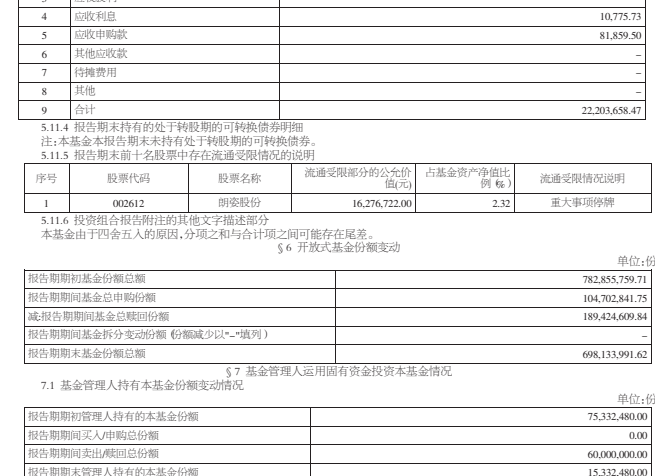 4 应收利息 10,775.73
5 应收申购款 81,859.50
6 其他应收款 –
7 待摊费用 –
8 其他 –
9 合计 22,203,658.47
5.11.4 报告期末持有的处于转股期的可转换债券明细
注:本基金本报告期末未持有处于转股期的可转换债券。
5.11.5 报告期末前十名股票中存在流通受限情况的说明
序号 股票代码 股票名称 流通受限部分的公允价值(元) 占基金资产净值比例(%) 流通受限情况说明
1 002612 朗姿股份 16,276,722.00 2.32 重大事项停牌
5.11.6 投资组合报告附注的其他文字描述部分
本基金由于四舍五入的原因,分项之和与合计项之间可能存在尾差。
§6 开放式基金份额变动
单位:份
报告期期初基金份额总额 782,855,759.71
报告期期间基金总申购份额 104,702,841.75
减:报告期期间基金总赎回份额 189,424,609.84
报告期期间基金拆分变动份额(份额减少以"–"填列) –
报告期期末基金份额总额 698,133,991.62
§7 基金管理人运用固有资金投资本基金情况
7.1 基金管理人持有本基金份额变动情况
单位:份
报告期期初管理人持有的本基金份额 75,332,480.00
报告期期间买入/申购总份额 0.00
报告期期间卖出/赎回总份额 60,000,000.00
报告期期末管理人持有的本基金份额 15,332,480.00